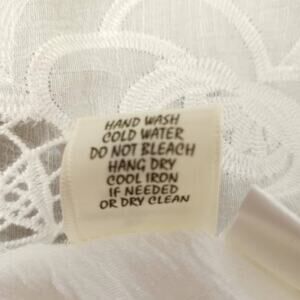 HAND WASH
COLD WATER
DO NOT BLEACH
HANG DRY
COOL IRON
IF NEEDED
OR DRY CLEAN